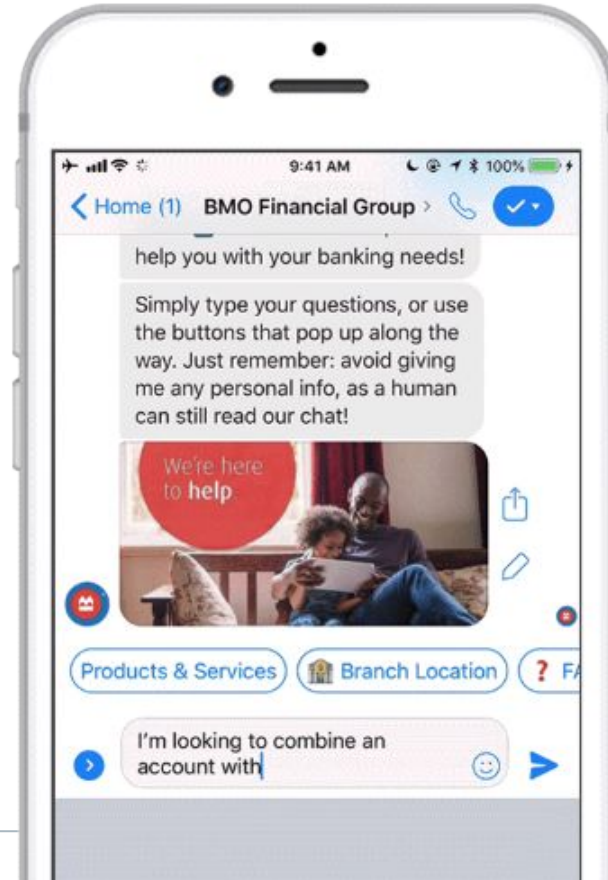 9:41 AM
100%
Home (1)
BMO Financial Group
help you with your banking needs!
Simply type your questions, or use
the buttons that pop up along the
way. Just remember: avoid giving
me any personal info, as a human
can still read our chat!
We're here
to help
Products & Services
Branch Location
❓ FA
I'm looking to combine an
account with